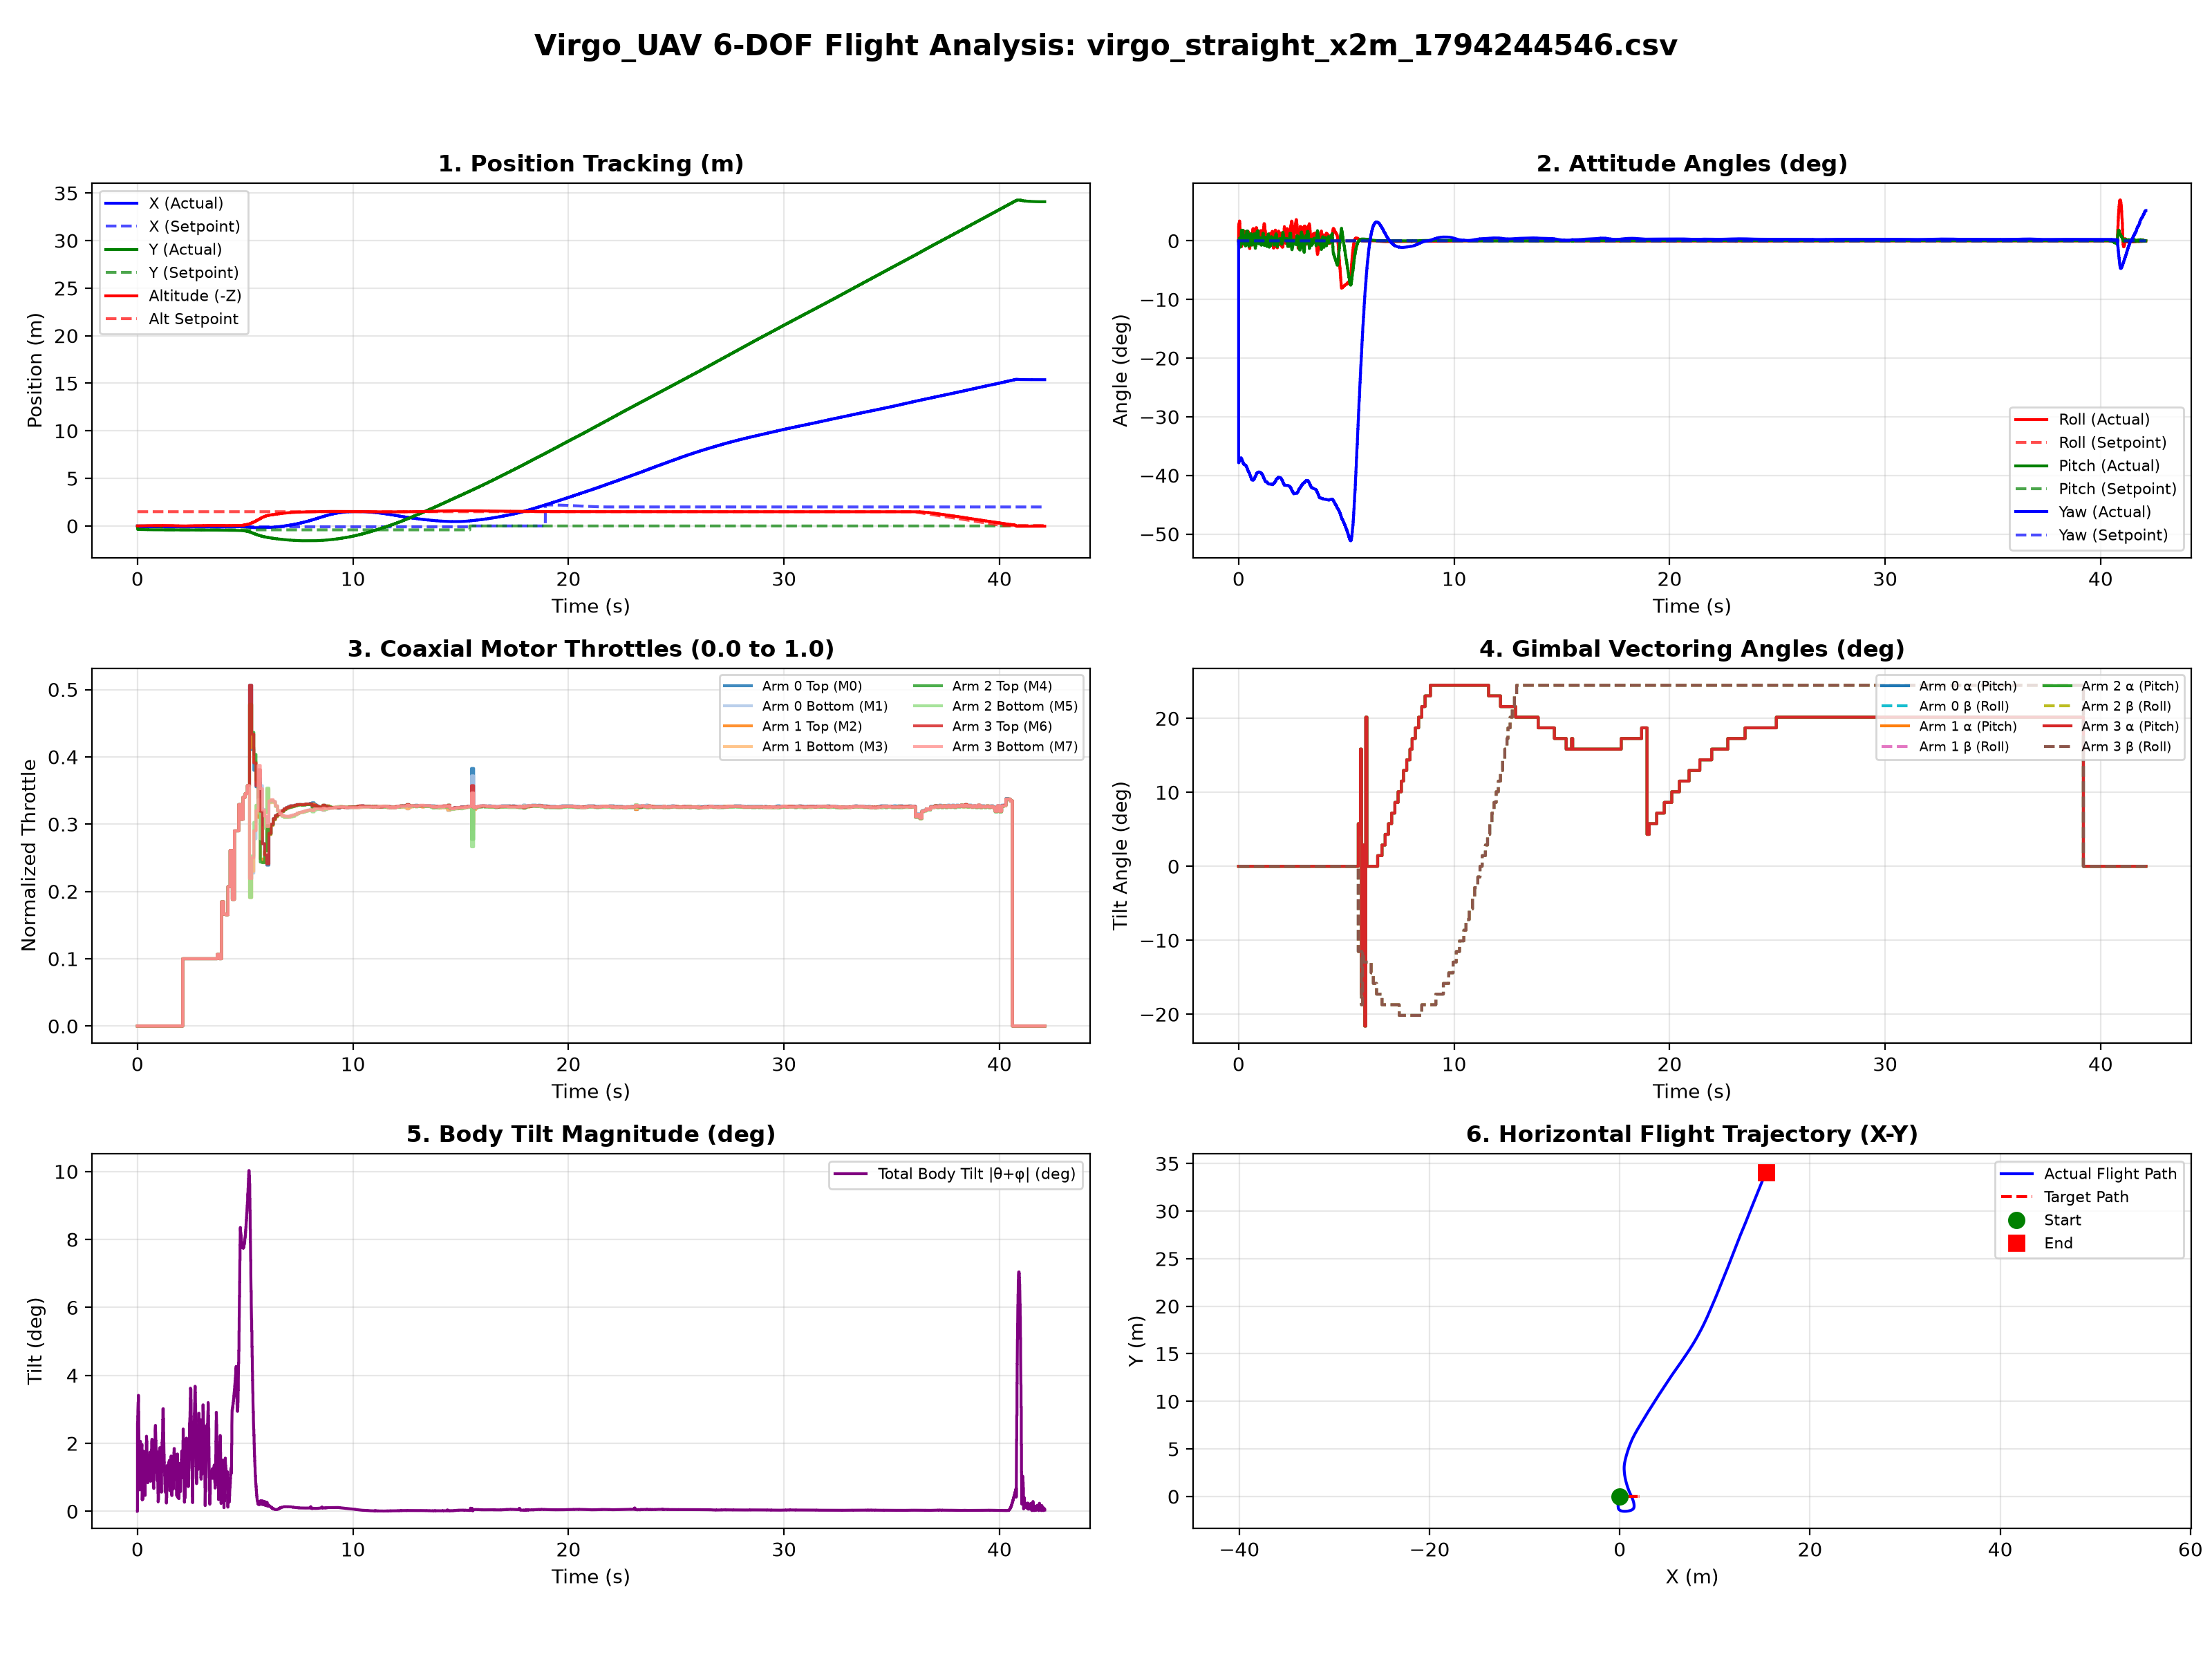 Virgo_UAV 6-DOF Flight Analysis: virgo_straight_x2m_1794244546.csv
1. Position Tracking (m)
Position (m)
35
30
25
20
15
10
5
0
X (Actual)
X (Setpoint)
Y (Actual)
Y (Setpoint)
Altitude (-Z)
Alt Setpoint
0 10 20 30 40
Time (s)
2. Attitude Angles (deg)
Angle (deg)
0
−10
−20
−30
−40
−50
Roll (Actual)
Roll (Setpoint)
Pitch (Actual)
Pitch (Setpoint)
Yaw (Actual)
Yaw (Setpoint)
0 10 20 30 40
Time (s)
3. Coaxial Motor Throttles (0.0 to 1.0)
Normalized Throttle
0.5
0.4
0.3
0.2
0.1
0.0
Arm 0 Top (M0)
Arm 0 Bottom (M1)
Arm 1 Top (M2)
Arm 1 Bottom (M3)
Arm 2 Top (M4)
Arm 2 Bottom (M5)
Arm 3 Top (M6)
Arm 3 Bottom (M7)
0 10 20 30 40
Time (s)
4. Gimbal Vectoring Angles (deg)
Tilt Angle (deg)
20
10
0
−10
−20
Arm 0 α (Pitch)
Arm 0 β (Roll)
Arm 1 α (Pitch)
Arm 1 β (Roll)
Arm 2 α (Pitch)
Arm 2 β (Roll)
Arm 3 α (Pitch)
Arm 3 β (Roll)
0 10 20 30 40
Time (s)
5. Body Tilt Magnitude (deg)
Tilt (deg)
10
8
6
4
2
0
Total Body Tilt |θ+φ| (deg)
0 10 20 30 40
Time (s)
6. Horizontal Flight Trajectory (X-Y)
Y (m)
35
30
25
20
15
10
5
0
Actual Flight Path
Target Path
Start
End
−40 −20 0 20 40 60
X (m)